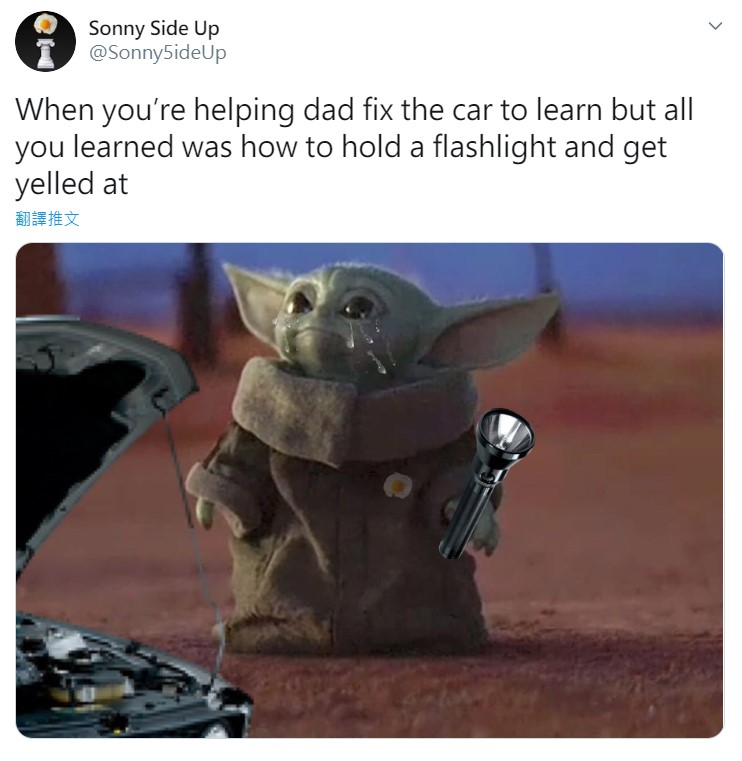 Sonny Side Up
@Sonny5ideUp
When you’re helping dad fix the car to learn but all
you learned was how to hold a flashlight and get
yelled at
翻譯推文